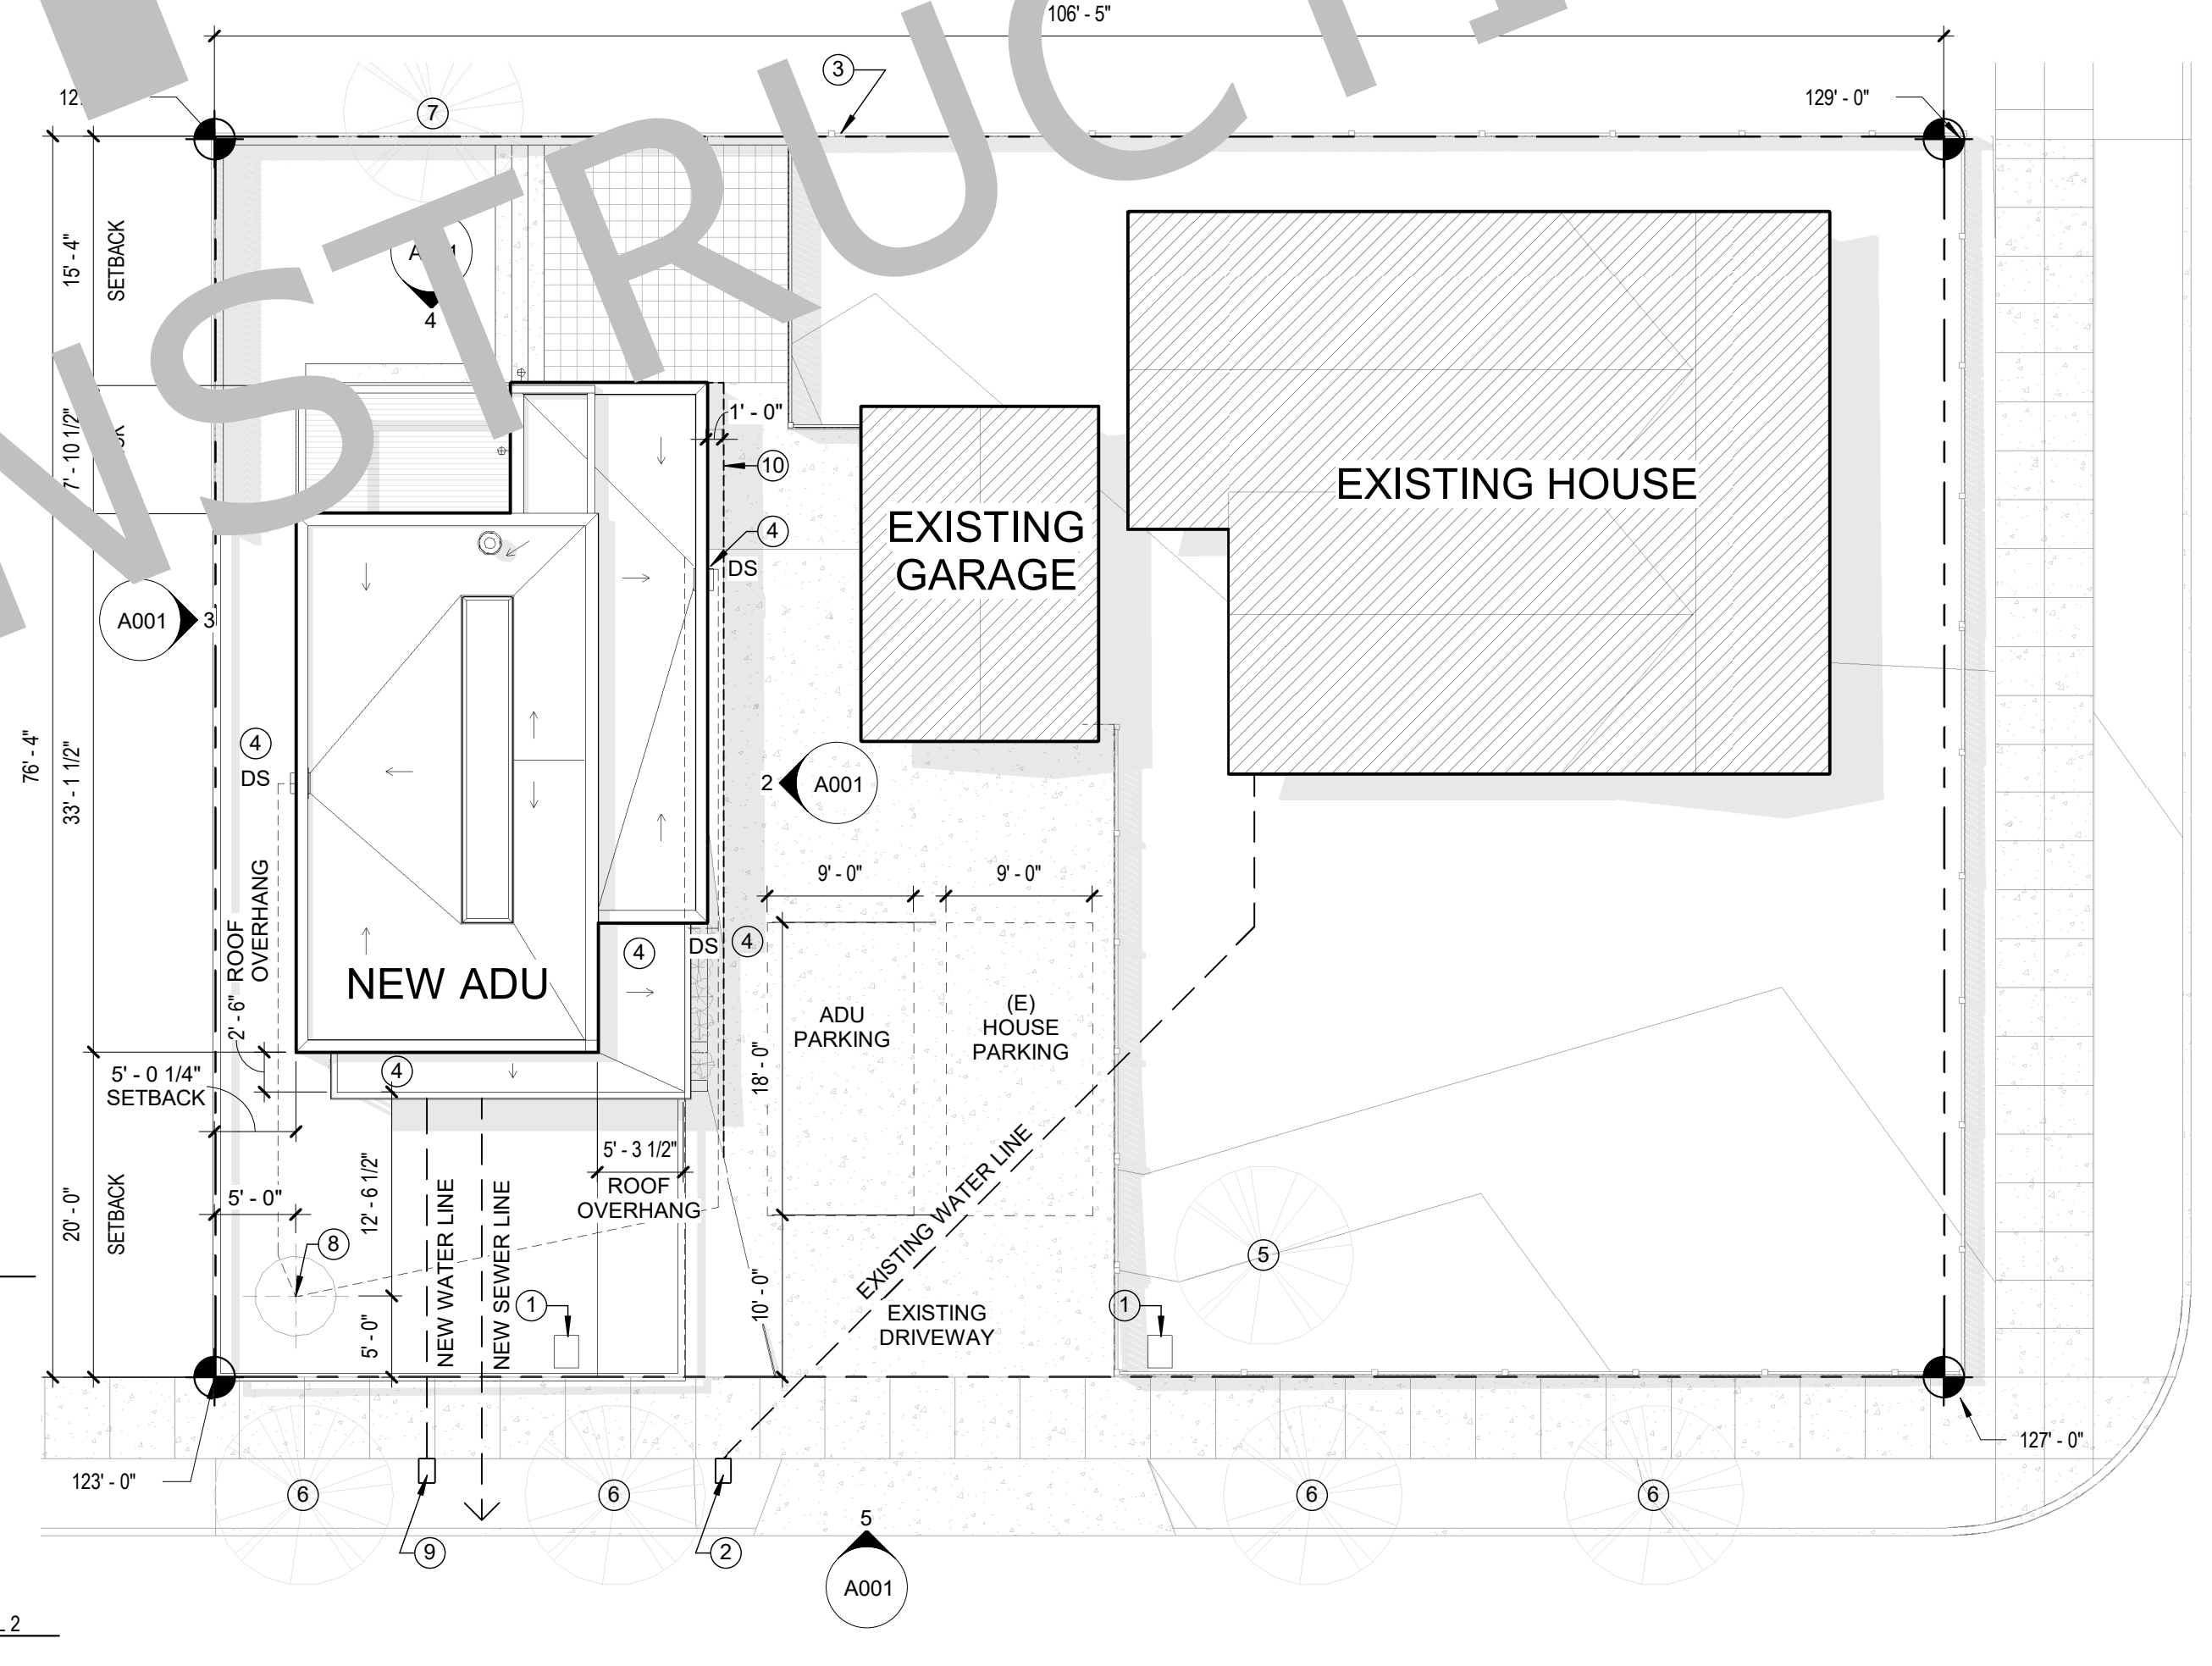 106' - 5"
3
12
129' - 0"
7
15' - 4"
SETBACK
4
1' - 0"
7' - 10 1/2"
10
EXISTING HOUSE
EXISTING
GARAGE
4
DS
A001
3
4
DS
76' - 4"
33' - 1 1/2"
2
A001
9' - 0"
9' - 0"
2' - 6" ROOF
OVERHANG
4
DS
4
NEW ADU
ADU
PARKING
(E)
HOUSE
PARKING
18' - 0"
5' - 0 1/4"
SETBACK
4
5' - 3 1/2"
ROOF
OVERHANG
20' - 0"
SETBACK
5' - 0"
12' - 6 1/2"
NEW WATER LINE
NEW SEWER LINE
EXISTING WATER LINE
8
5
5' - 0"
1
10' - 0"
EXISTING
DRIVEWAY
1
123' - 0"
127' - 0"
6
6
6
6
9
2
5
A001
2
NSTRUCTI